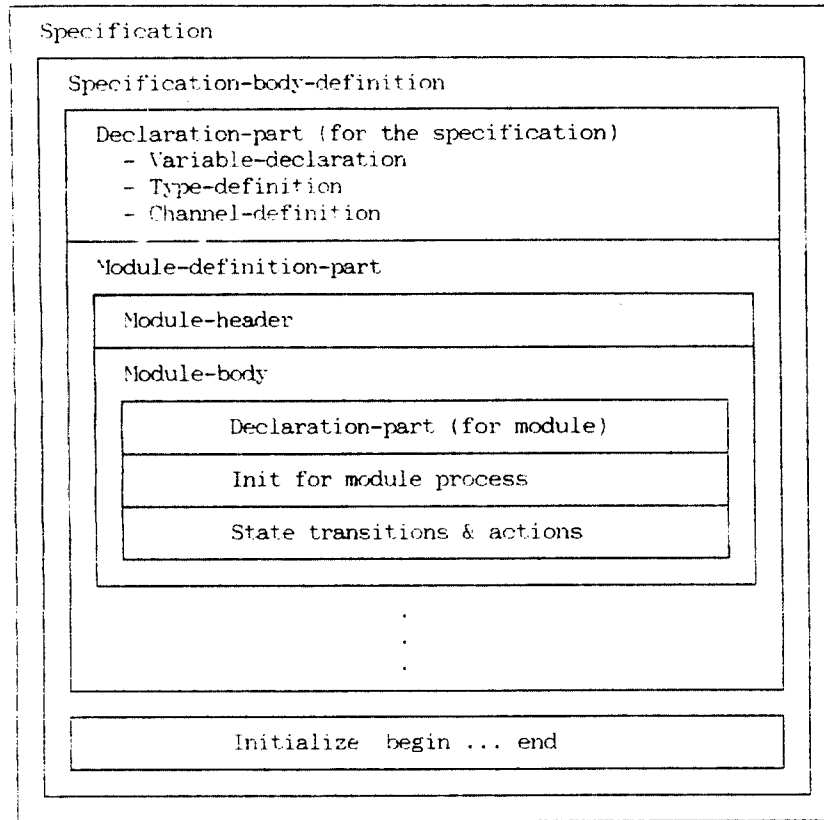 Specification
Specification-body-definition
Declaration-part (for the specification)
- Variable-declaration
- Type-definition
- Channel-definition
Module-definition-part
Module-header
Module-body
Declaration-part (for module)
Init for module process
State transitions & actions
.
.
.
Initialize begin ... end